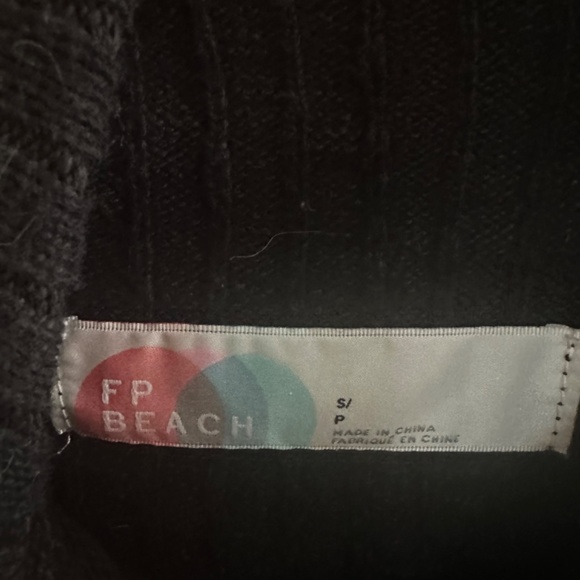 FP
BEACH
S/
P
MADE IN CHINA
FABRIQUÉ EN CHINE